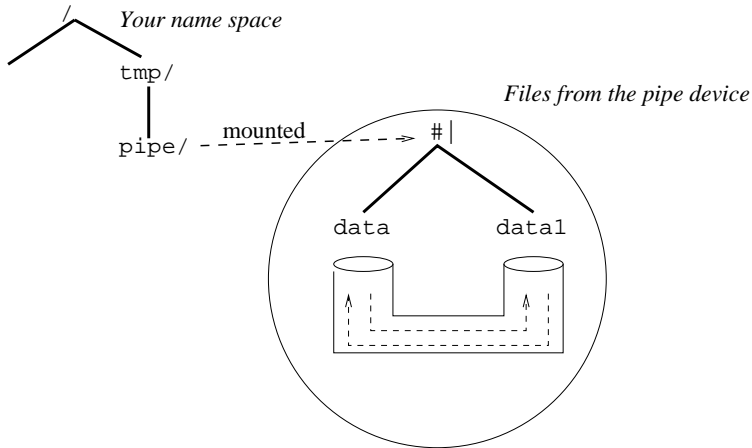 /
Your name space
tmp/
Files from the pipe device
mounted
#|
pipe/
data
data1